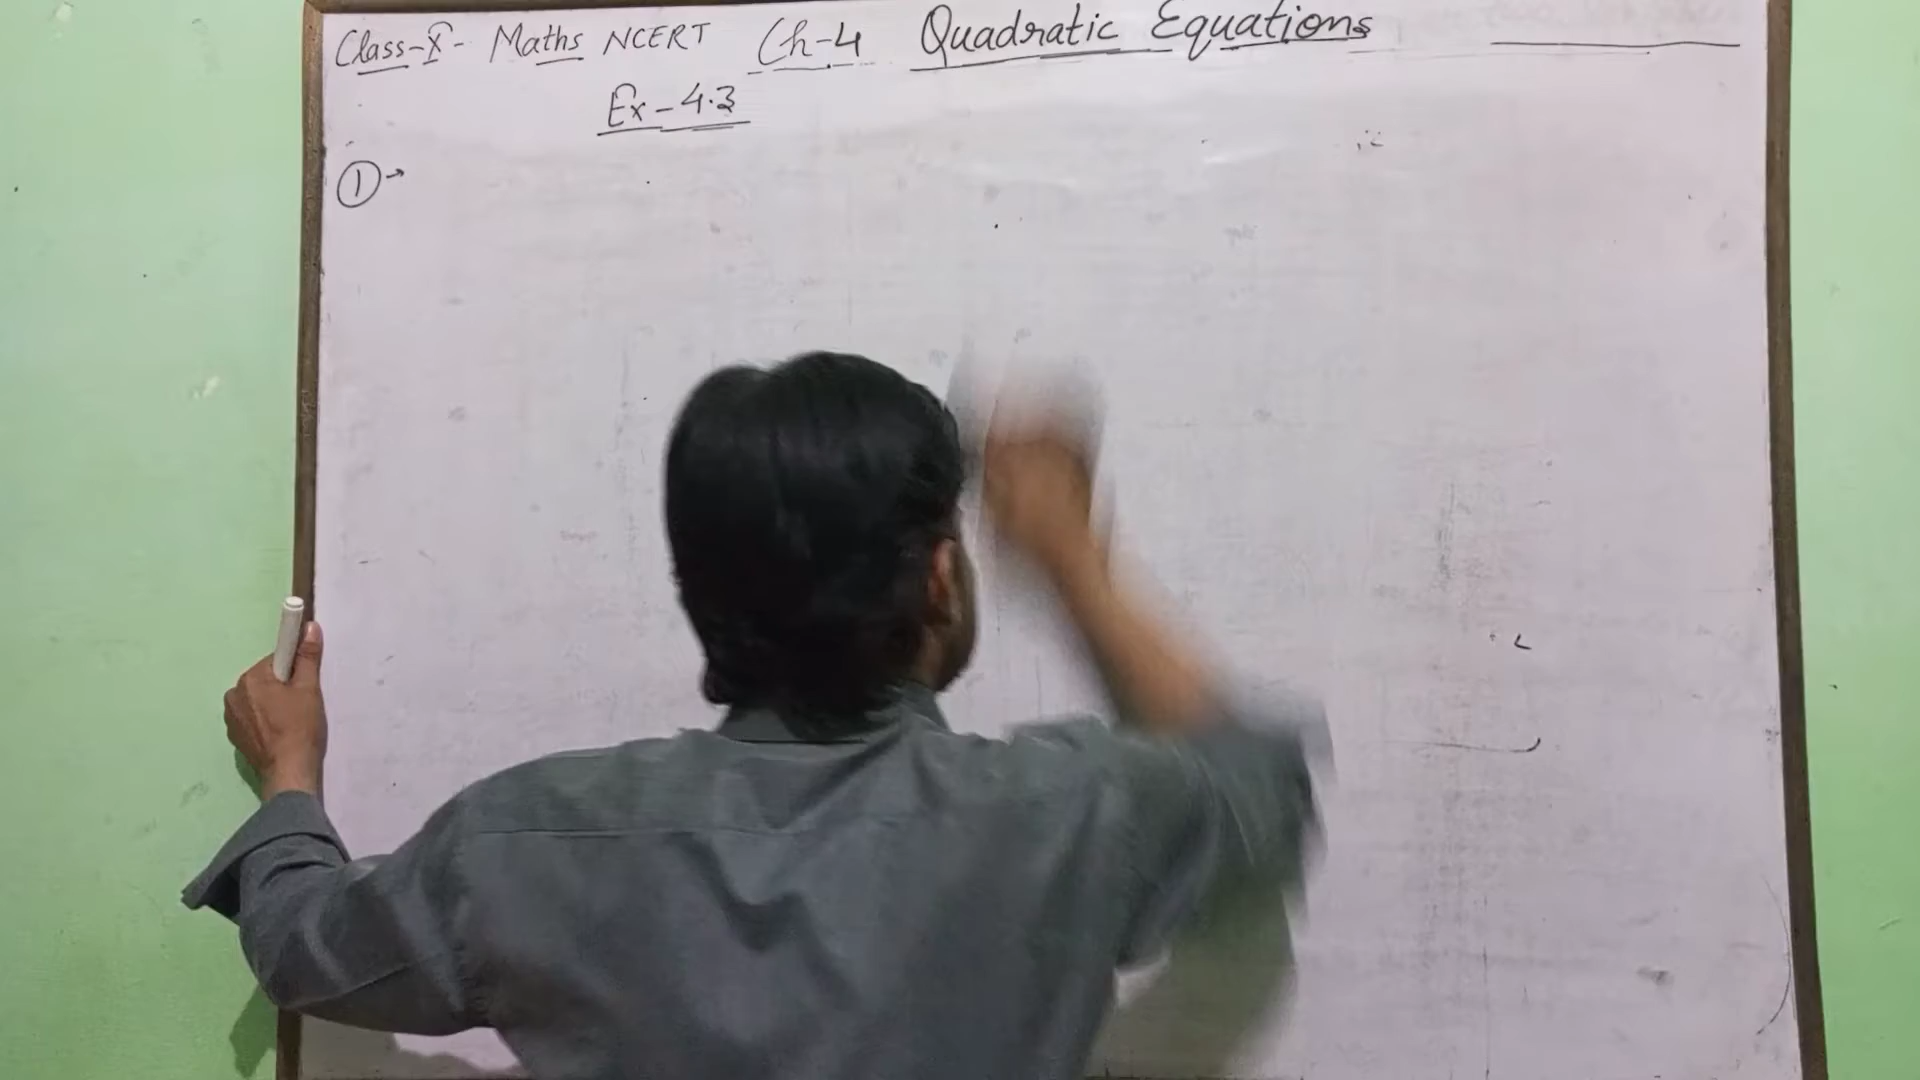 Class-X- Maths NCERT Ch-4 Quadratic Equations
Ex-4.3
①→